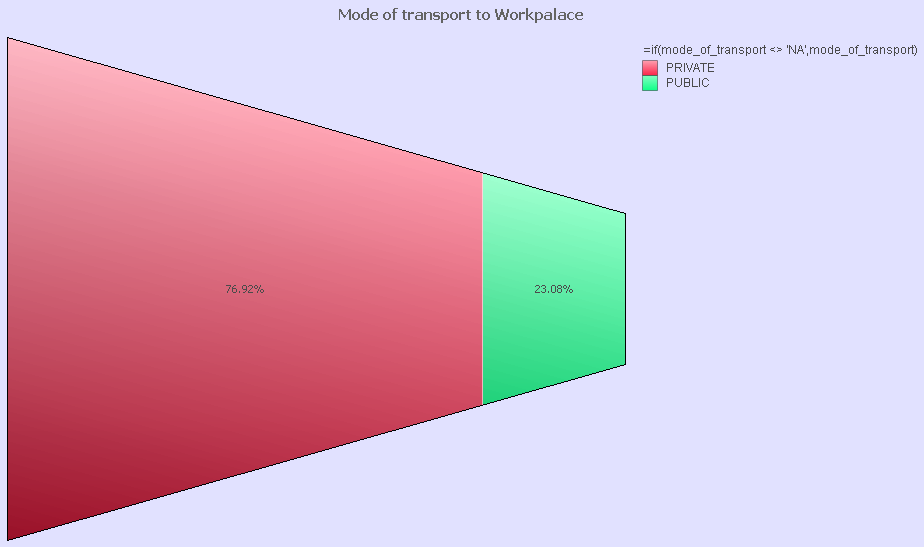 Mode of transport to Workpalace
=if(mode_of_transport <> 'NA',mode_of_transport)
PRIVATE
PUBLIC
76.92%
23.08%